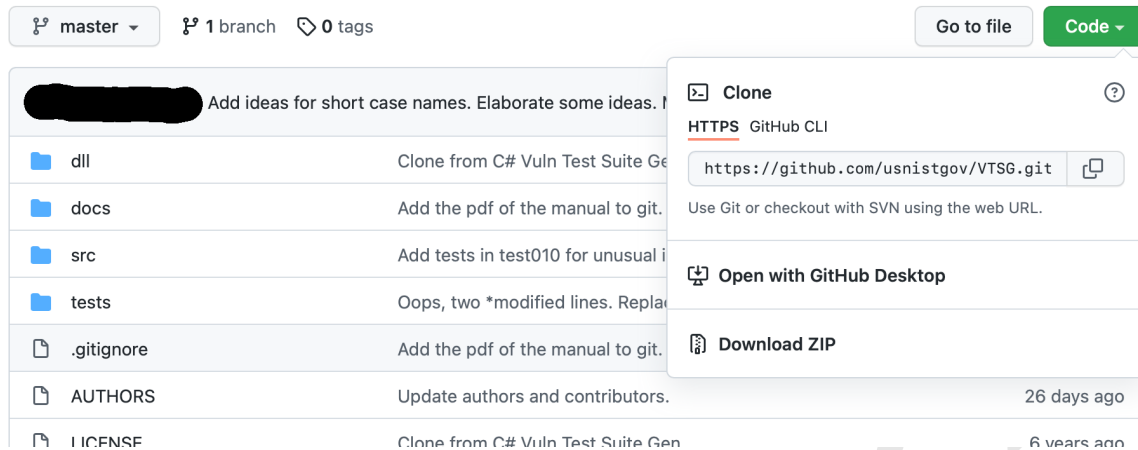 master 1 branch 0 tags Go to file Code
Add ideas for short case names. Elaborate some ideas.
Clone
HTTPS GitHub CLI
https://github.com/usnistgov/VTSG.git
Use Git or checkout with SVN using the web URL.
Open with GitHub Desktop
Download ZIP
dll Clone from C# Vuln Test Suite Ge
docs Add the pdf of the manual to git.
src Add tests in test010 for unusual i
tests Oops, two *modified lines.
.gitignore Add the pdf of the manual to git.
AUTHORS Update authors and contributors. 26 days ago
LICENSE Clone from C# Vuln Test Suite Gen 6 years ago